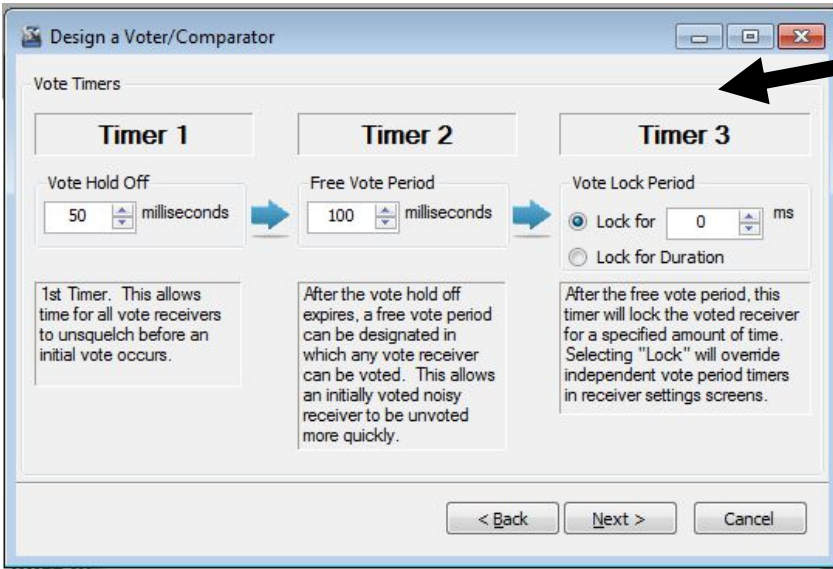 Design a Voter/Comparator
Vote Timers
Timer 1
Vote Hold Off
50 milliseconds
1st Timer. This allows
time for all vote receivers
to unsquelch before an
initial vote occurs.
Timer 2
Free Vote Period
100 milliseconds
After the vote hold off
expires, a free vote period
can be designated in
which any vote receiver
can be voted. This allows
an initially voted noisy
receiver to be unvoted
more quickly.
Timer 3
Vote Lock Period
Lock for 0 ms
Lock for Duration
After the free vote period, this
timer will lock the voted receiver
for a specified amount of time.
Selecting "Lock" will override
independent vote period timers
in receiver settings screens.
< Back
Next >
Cancel